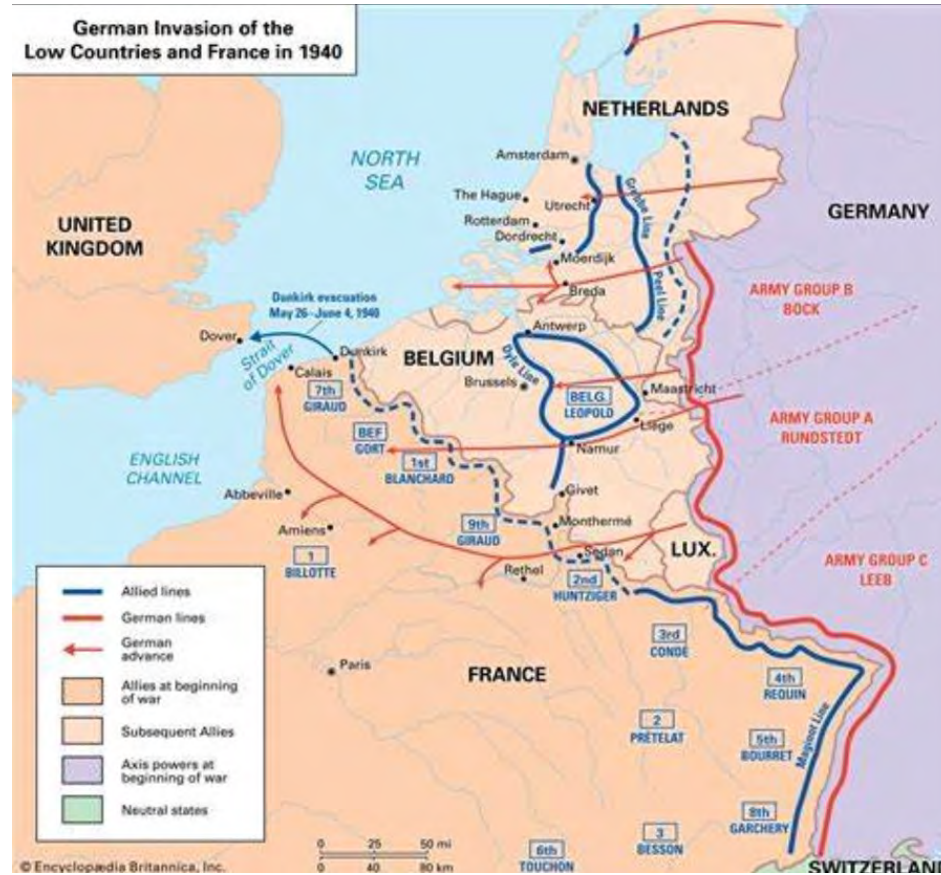 German Invasion of the
Low Countries and France in 1940
NETHERLANDS
NORTH
SEA
Amsterdam
The Hague
Utrecht
Grebbe Line
GERMANY
UNITED
KINGDOM
Rotterdam
Dordrecht
Moerdijk
Breda
Peel Line
ARMY GROUP B
BOCK
Dunkirk evacuation
May 26–June 4, 1940
Dover
Strait
of Dover
Dunkirk
Calais
Antwerp
BELGIUM
Dyle Line
Brussels
BELG.
LEOPOLD
Maastricht
Liège
7th
GIRAUD
BEF
GORT
1st
BLANCHARD
Namur
ARMY GROUP A
RUNDSTEDT
ENGLISH
CHANNEL
Abbeville
Givet
Amiens
9th
GIRAUD
Monthermé
1
BILLOTTE
Sedan
LUX.
Rethel
2nd
HUNTZIGER
ARMY GROUP C
LEEB
Allied lines
German lines
German
advance
Allies at beginning
of war
Subsequent Allies
Axis powers at
beginning of war
Neutral states
Paris
FRANCE
3rd
CONDÉ
4th
REQUIN
2
PRÉTELAT
5th
BOURRET
Maginot Line
8th
GARCHERY
3
BESSON
6th
TOUCHON
0 25 50 mi
0 40 80 km
© Encyclopædia Britannica, Inc.
SWITZERLAND